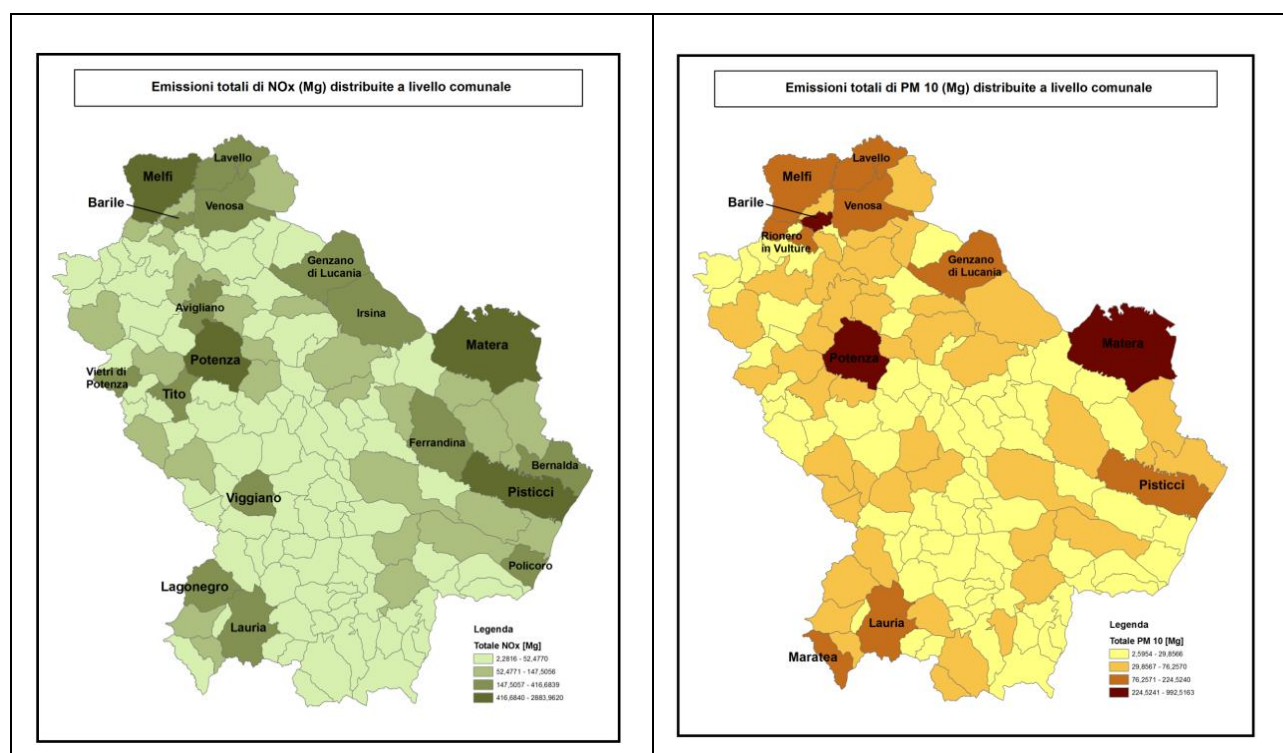 Emissioni totali di NOx (Mg) distribuite a livello comunale
Lavello
Melfi
Barile
Venosa
Genzano
di Lucania
Avigliano
Irsina
Matera
Potenza
Vietri di
Potenza
Tito
Ferrandina
Bernalda
Viggiano
Pisticci
Policoro
Lagonegro
Lauria
Legenda
Totale NOx [Mg]
2,2816 - 52,4770
52,4771 - 147,5056
147,5057 - 416,6839
416,6840 - 2883,9620
Emissioni totali di PM 10 (Mg) distribuite a livello comunale
Lavello
Melfi
Barile
Venosa
Rionero
in Vulture
Genzano
di Lucania
Matera
Potenza
Pisticci
Lauria
Maratea
Legenda
Totale PM 10 [Mg]
2,5954 - 29,8566
29,8567 - 76,2570
76,2571 - 224,5240
224,5241 - 992,5163